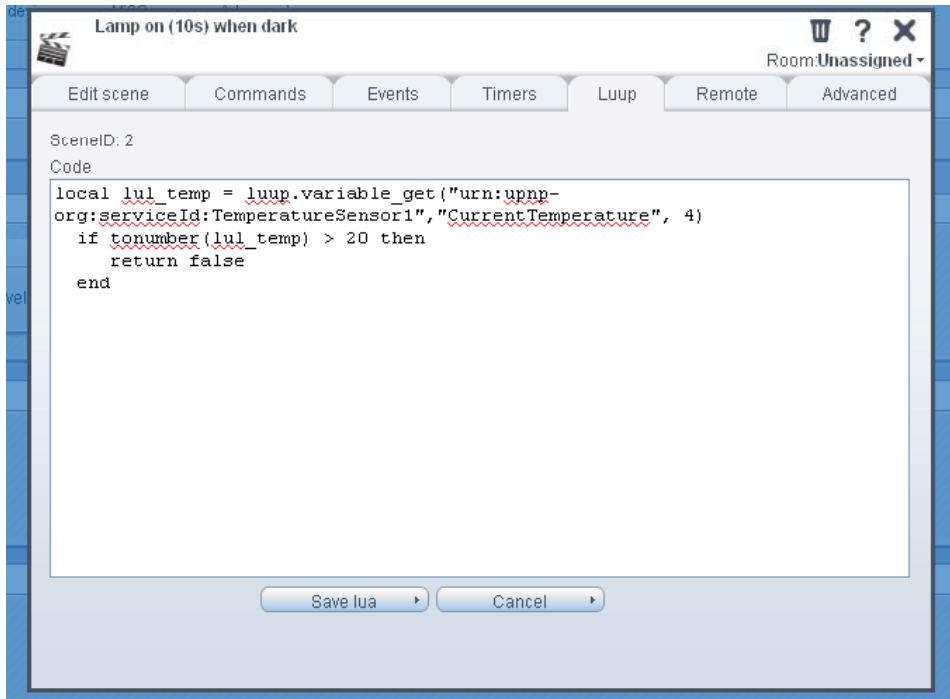 Lamp on (10s) when dark
?
Room:Unassigned
Edit scene Commands Events Timers Luup Remote Advanced
SceneID: 2
Code
local lul_temp = luup.variable_get("urn:upnp-
org:serviceId:TemperatureSensor1","CurrentTemperature", 4)
if tonumber(lul_temp) > 20 then
return false
end
Save lua Cancel